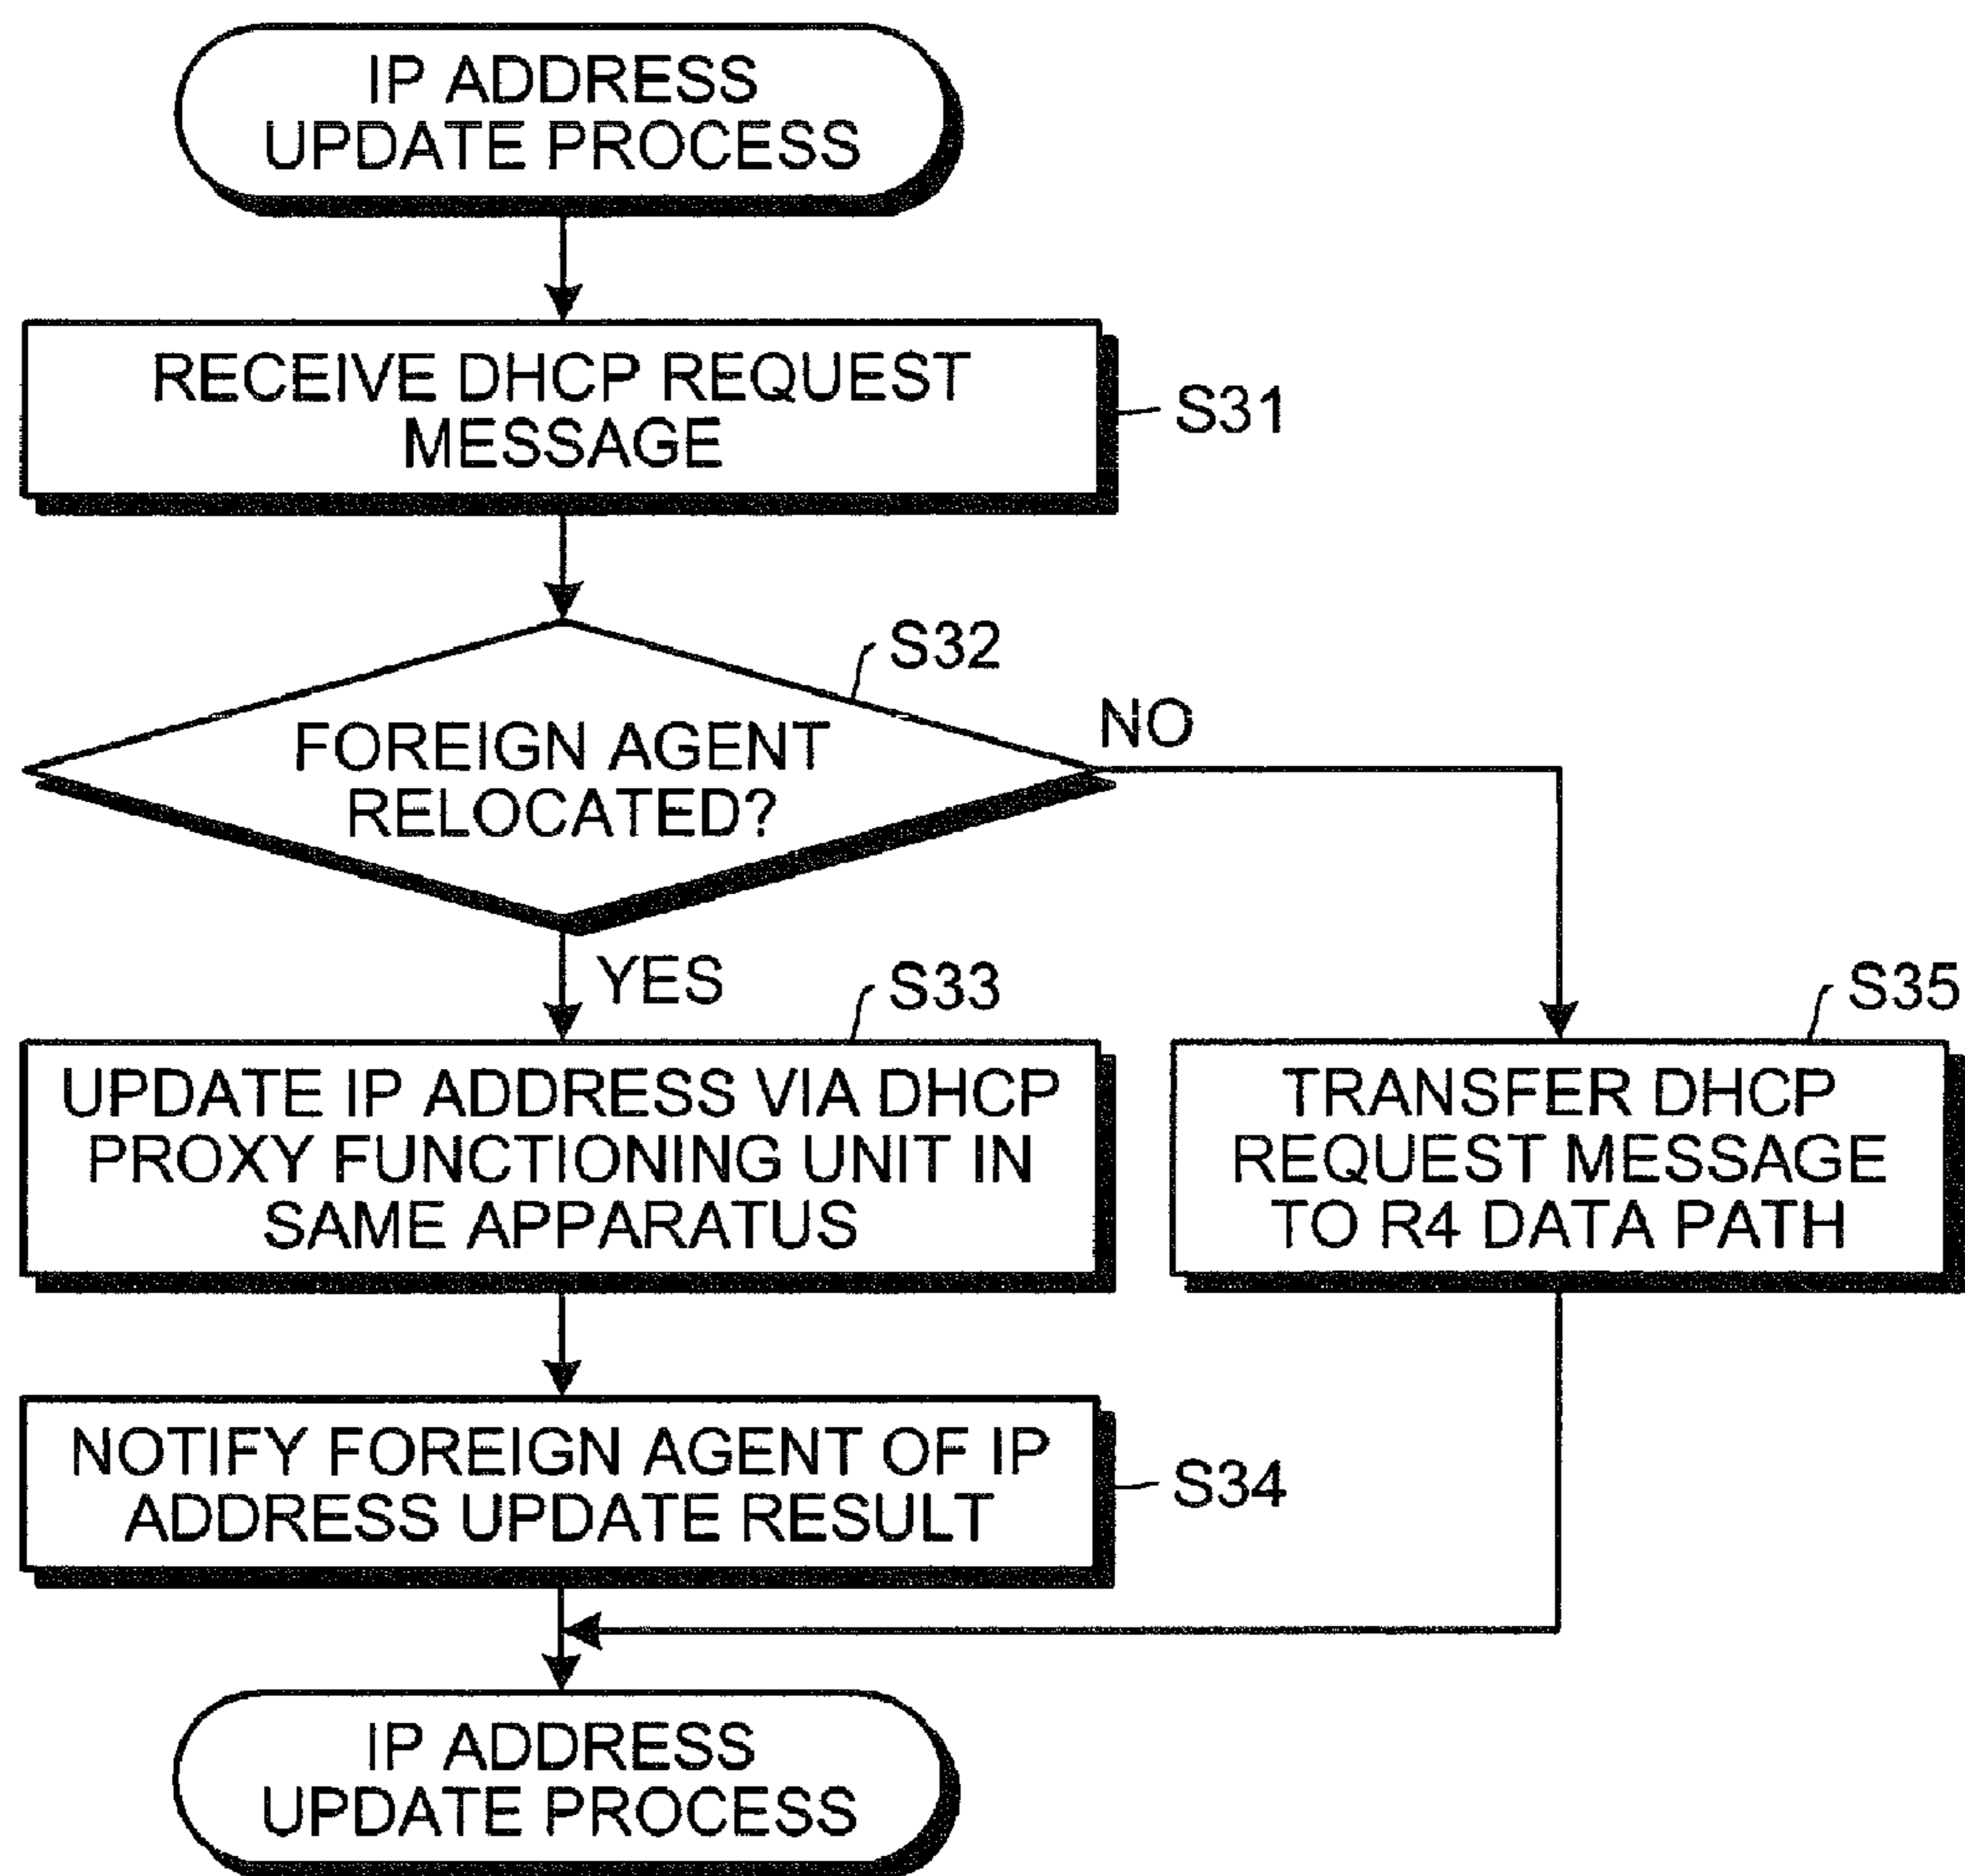 IP ADDRESS
UPDATE PROCESS
RECEIVE DHCP REQUEST
MESSAGE
S31
S32
FOREIGN AGENT
RELOCATED?
NO
YES
S33
UPDATE IP ADDRESS VIA DHCP
PROXY FUNCTIONING UNIT IN
SAME APPARATUS
S35
TRANSFER DHCP
REQUEST MESSAGE
TO R4 DATA PATH
NOTIFY FOREIGN AGENT OF IP
ADDRESS UPDATE RESULT
S34
IP ADDRESS
UPDATE PROCESS